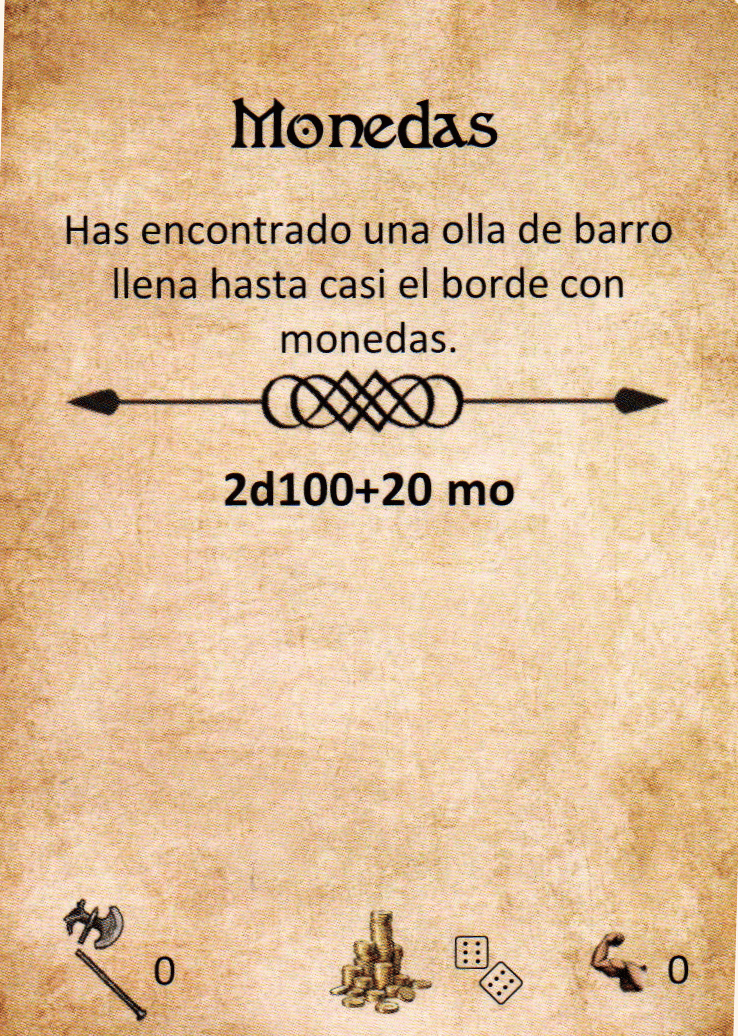 Monedas
Has encontrado una olla de barro
llena hasta casi el borde con
monedas.
2d100+20 mo
0
0